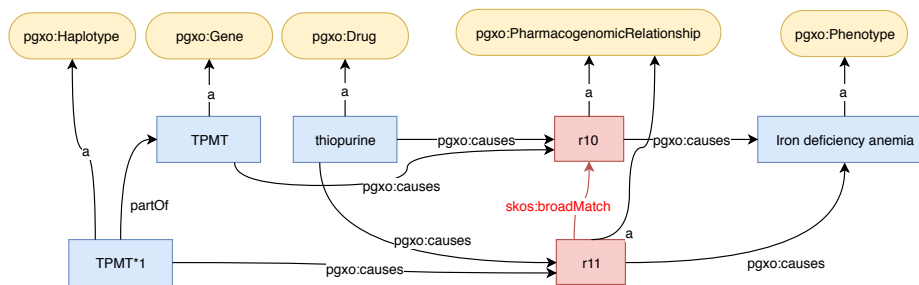 pgxo:Haplotype
pgxo:Gene
pgxo:Drug
pgxo:PharmacogenomicRelationship
pgxo:Phenotype
a
a
a
a
a
TPMT
thiopurine
pgxo:causes
r10
pgxo:causes
Iron deficiency anemia
a
pgxo:causes
partOf
skos:broadMatch
a
pgxo:causes
TPMT*1
pgxo:causes
r11
pgxo:causes